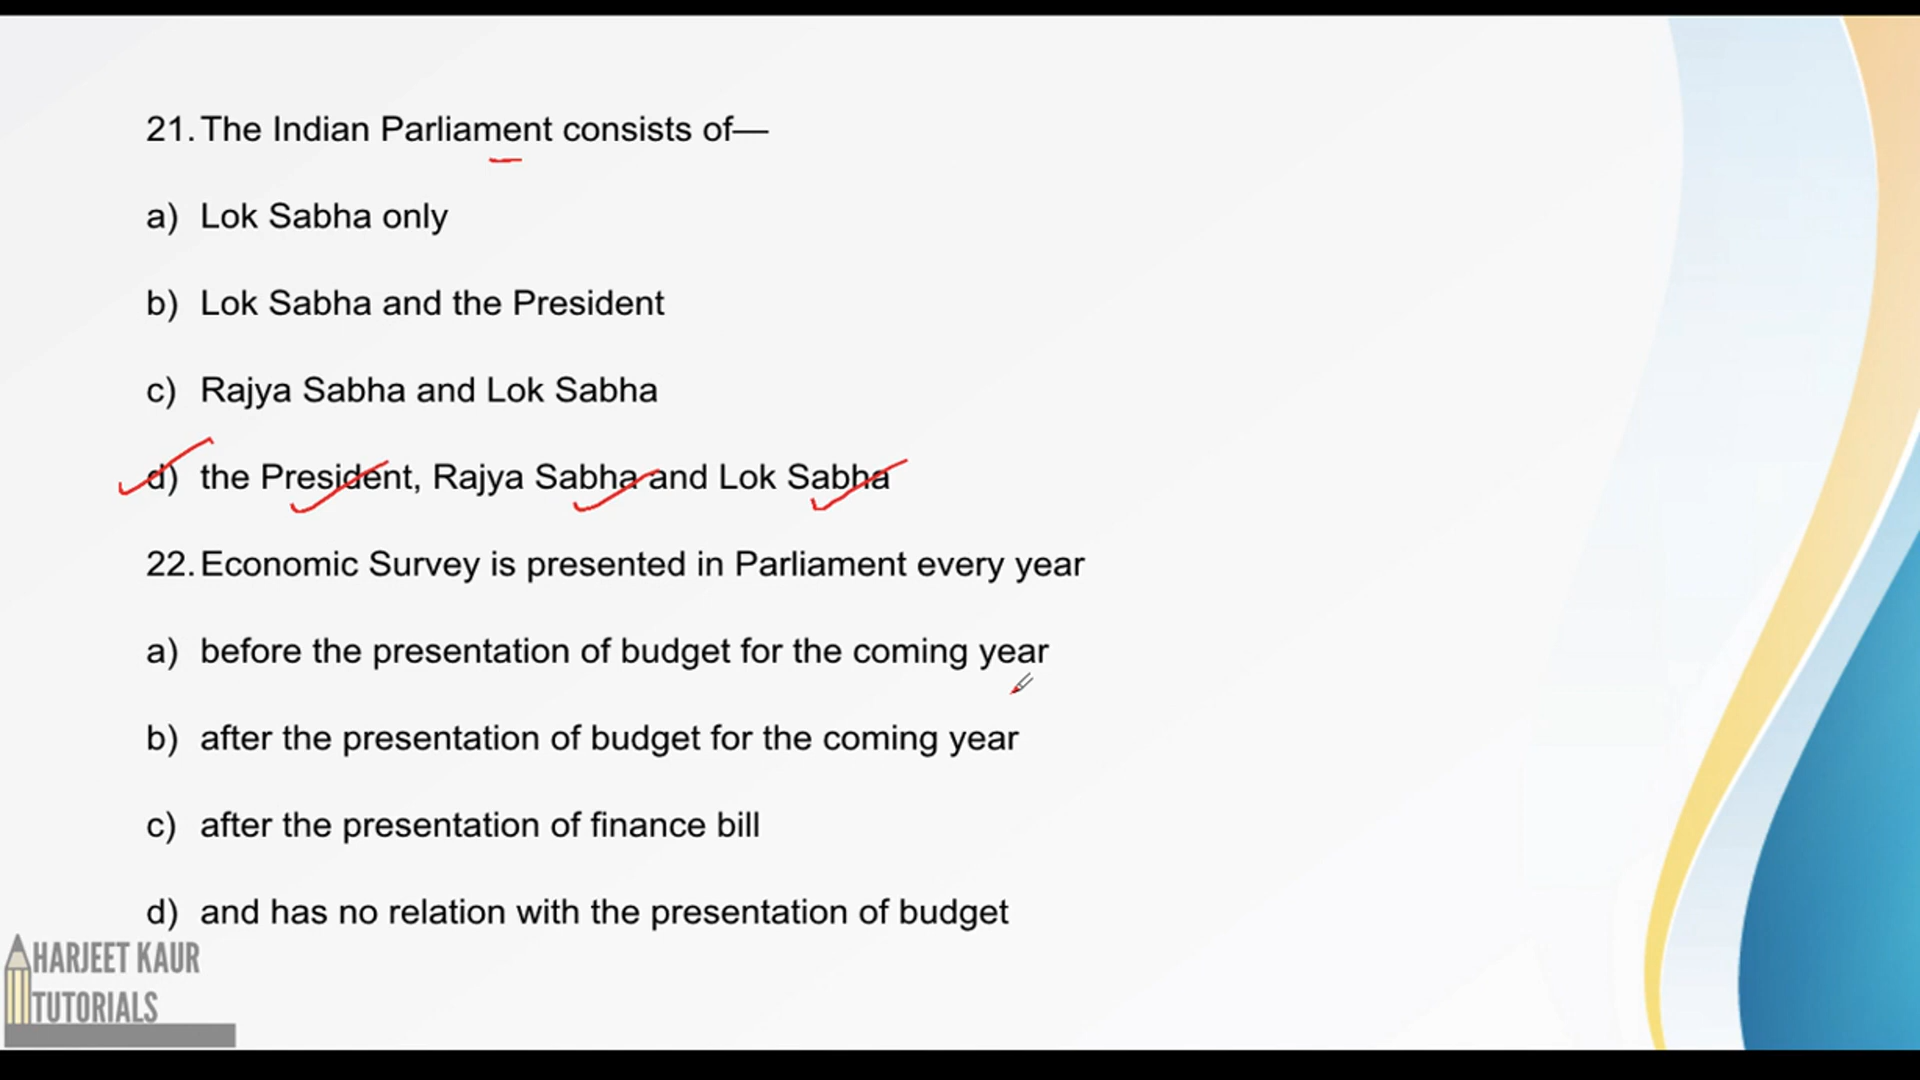 21. The Indian Parliament consists of—
a) Lok Sabha only
b) Lok Sabha and the President
c) Rajya Sabha and Lok Sabha
d) the President, Rajya Sabha and Lok Sabha
22. Economic Survey is presented in Parliament every year
a) before the presentation of budget for the coming year
b) after the presentation of budget for the coming year
c) after the presentation of finance bill
d) and has no relation with the presentation of budget
HARJEET KAUR
TUTORIALS